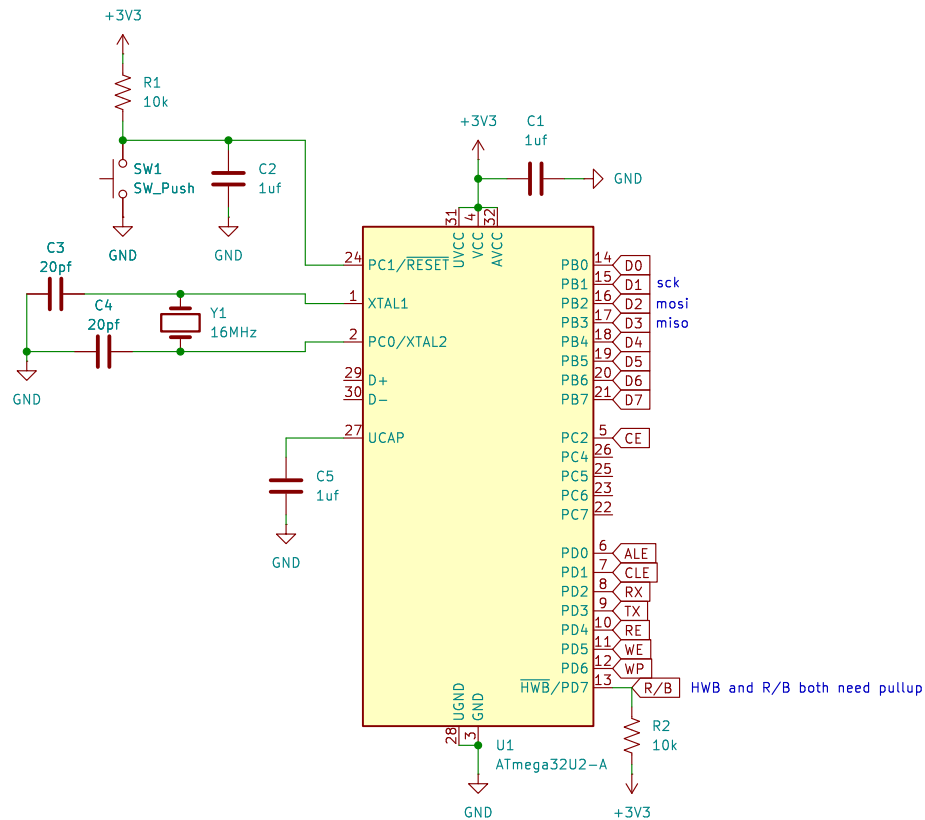 +3V3
R1
10k
SW1
SW_Push
GND
C2
1uf
GND
+3V3
C1
1uf
GND
C3
20pf
C4
20pf
GND
Y1
16MHz
C5
1uf
GND
31
4
32
UVCC
VCC
AVCC
24
PC1/RESET
1
XTAL1
2
PC0/XTAL2
29
D+
30
D-
27
UCAP
PB0 14 D0
PB1 15 D1 sck
PB2 16 D2 mosi
PB3 17 D3 miso
PB4 18 D4
PB5 19 D5
PB6 20 D6
PB7 21 D7
PC2 5 CE
PC4 26
PC5 25
PC6 23
PC7 22
PD0 6 ALE
PD1 7 CLE
PD2 8 RX
PD3 9 TX
PD4 10 RE
PD5 11 WE
PD6 12 WP
HWB/PD7 13 R/B HWB and R/B both need pullup
UGND
GND
28
3
U1
ATmega32U2-A
GND
R2
10k
+3V3